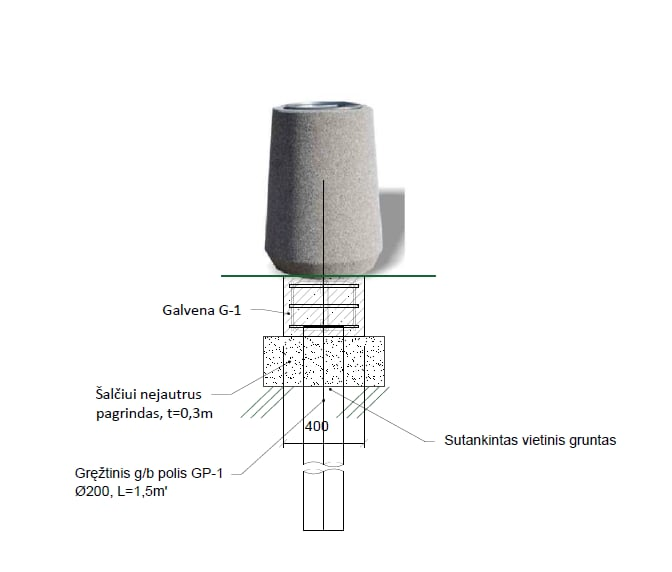 Galvena G-1
Šalčiui nejautrus
pagrindas, t=0,3m
400
Sutankintas vietinis gruntas
Gręžtinis g/b polis GP-1
Ø200, L=1,5m'